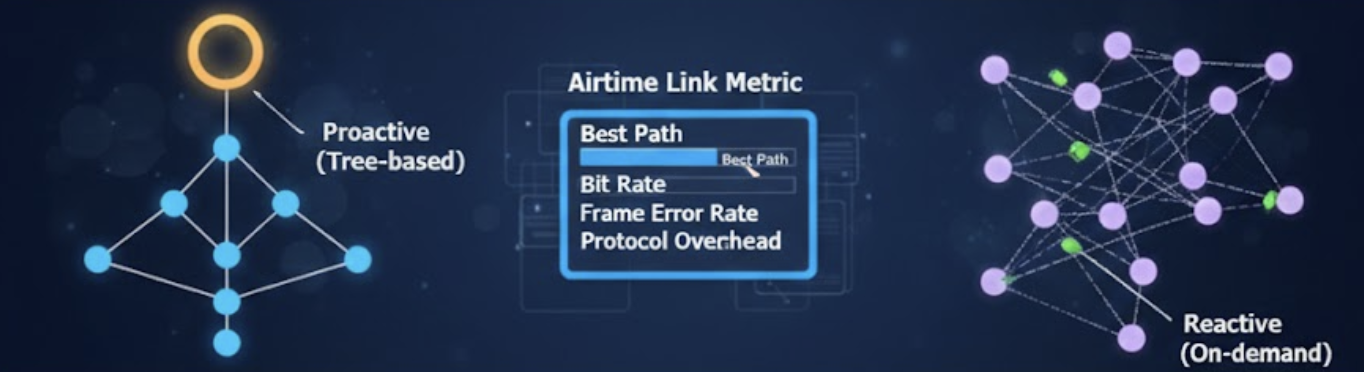 Proactive
(Tree-based)
Airtime Link Metric
Best Path
Bect Path
Bit Rate
Frame Error Rate
Protocol Overhead
Reactive
(On-demand)